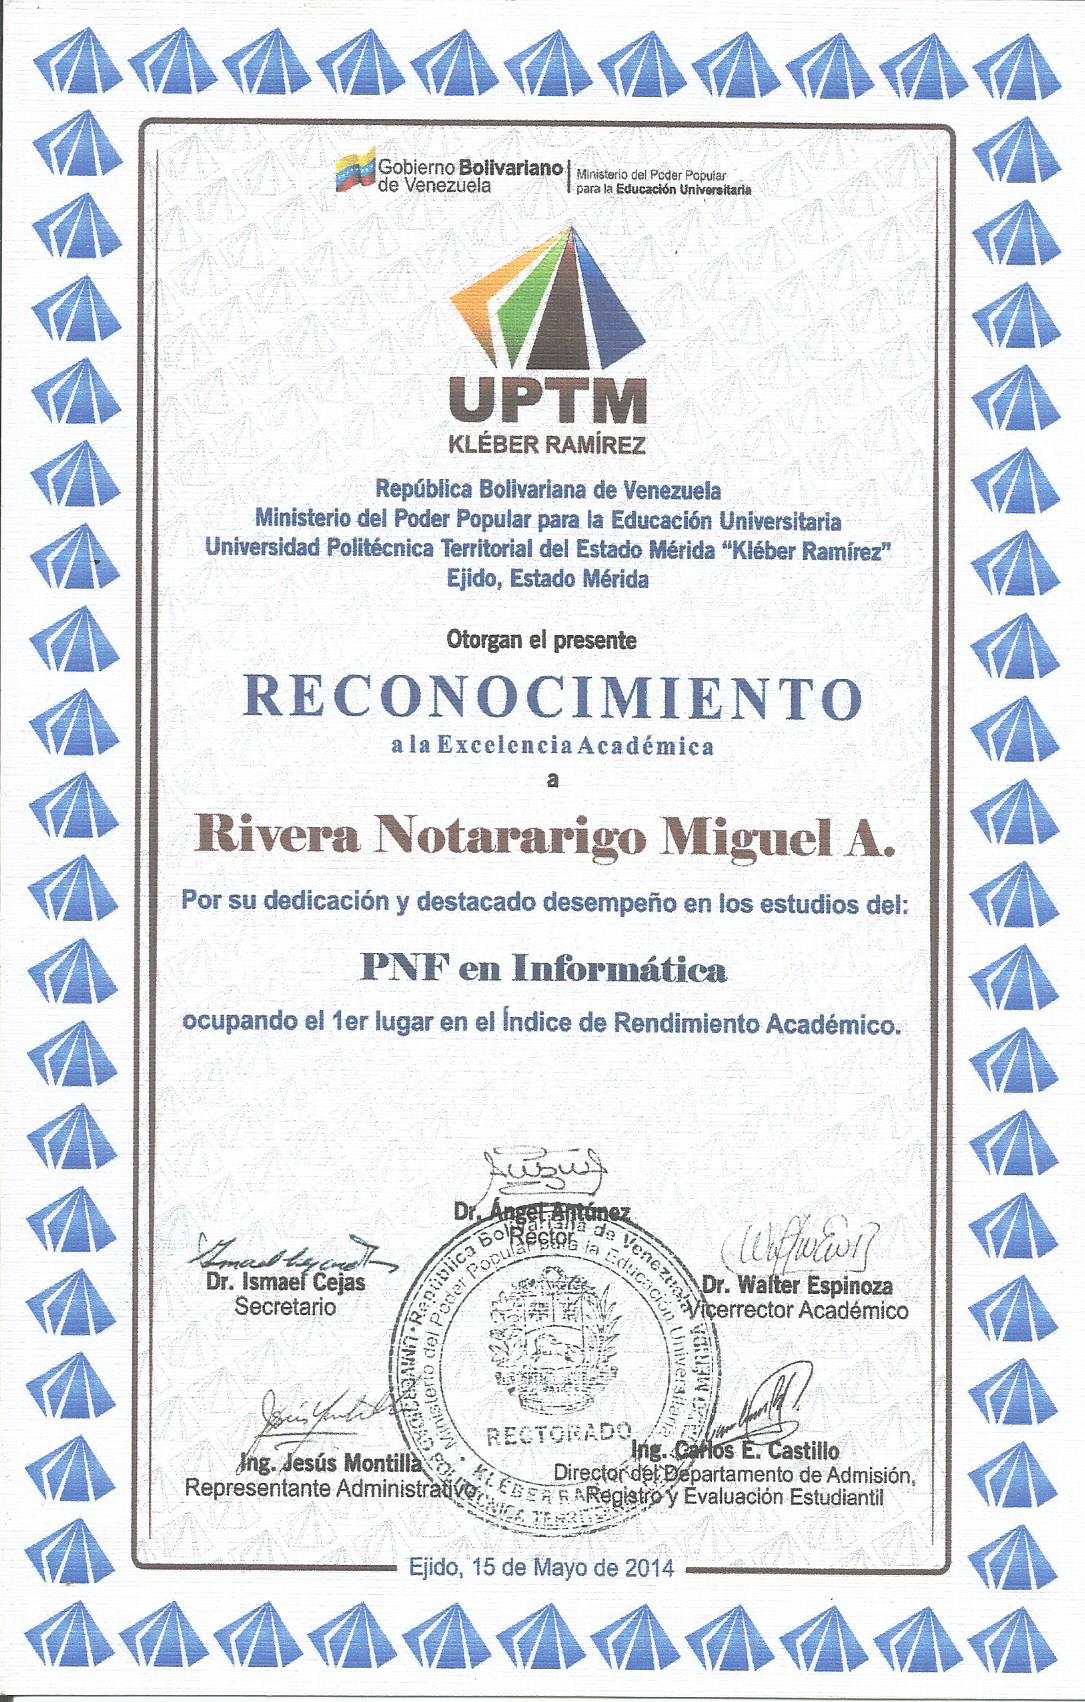 Gobierno Bolivariano
de Venezuela
Ministerio del Poder Popular
para la Educación Universitaria
UPTM
KLÉBER RAMÍREZ
República Bolivariana de Venezuela
Ministerio del Poder Popular para la Educación Universitaria
Universidad Politécnica Territorial del Estado Mérida “Kléber Ramírez”
Ejido, Estado Mérida
Otorgan el presente
RECONOCIMIENTO
a la Excelencia Académica
a
Rivera Notararigo Miguel A.
Por su dedicación y destacado desempeño en los estudios del:
PNF en Informática
ocupando el 1er lugar en el Índice de Rendimiento Académico.
Dr. Ángel Antúnez
Rector
Dr. Ismael Cejas
Secretario
Dr. Walter Espinoza
Vicerrector Académico
República Bolivariana de Venezuela
Ministerio del Poder Popular para la Educación Universitaria
RECTORADO
Ing. Jesús Montilla
Representante Administrativo
Ing. Carlos E. Castillo
Director del Departamento de Admisión,
Registro y Evaluación Estudiantil
Ejido, 15 de Mayo de 2014